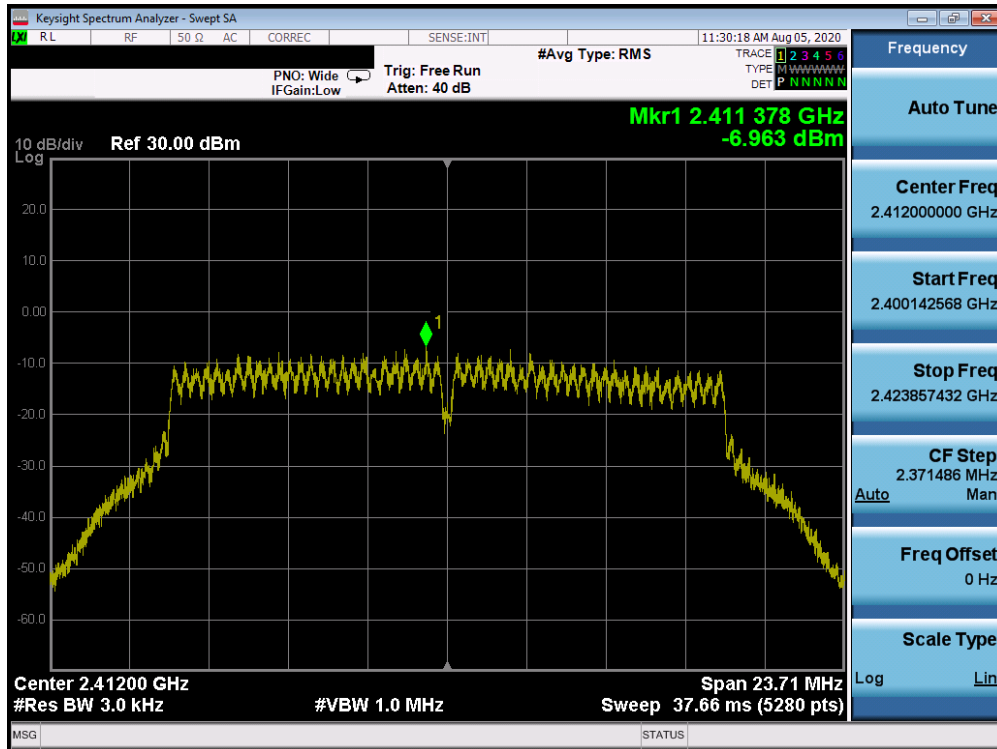 Keysight Spectrum Analyzer - Swept SA
LXI RL RF 50 Ω AC CORREC SENSE:INT 11:30:18 AM Aug 05, 2020
PNO: Wide
IFGain:Low
Trig: Free Run
Atten: 40 dB
#Avg Type: RMS
TRACE 1 2 3 4 5 6
TYPE M W W W W W
DET P N N N N N
Mkr1 2.411 378 GHz
-6.963 dBm
10 dB/div Ref 30.00 dBm
Log
20.0
10.0
0.00
-10.0
-20.0
-30.0
-40.0
-50.0
-60.0
1
Center 2.41200 GHz Span 23.71 MHz
#Res BW 3.0 kHz #VBW 1.0 MHz Sweep 37.66 ms (5280 pts)
MSG STATUS
Frequency
Auto Tune
Center Freq
2.412000000 GHz
Start Freq
2.400142568 GHz
Stop Freq
2.423857432 GHz
CF Step
2.371486 MHz
Auto Man
Freq Offset
0 Hz
Scale Type
Log Lin